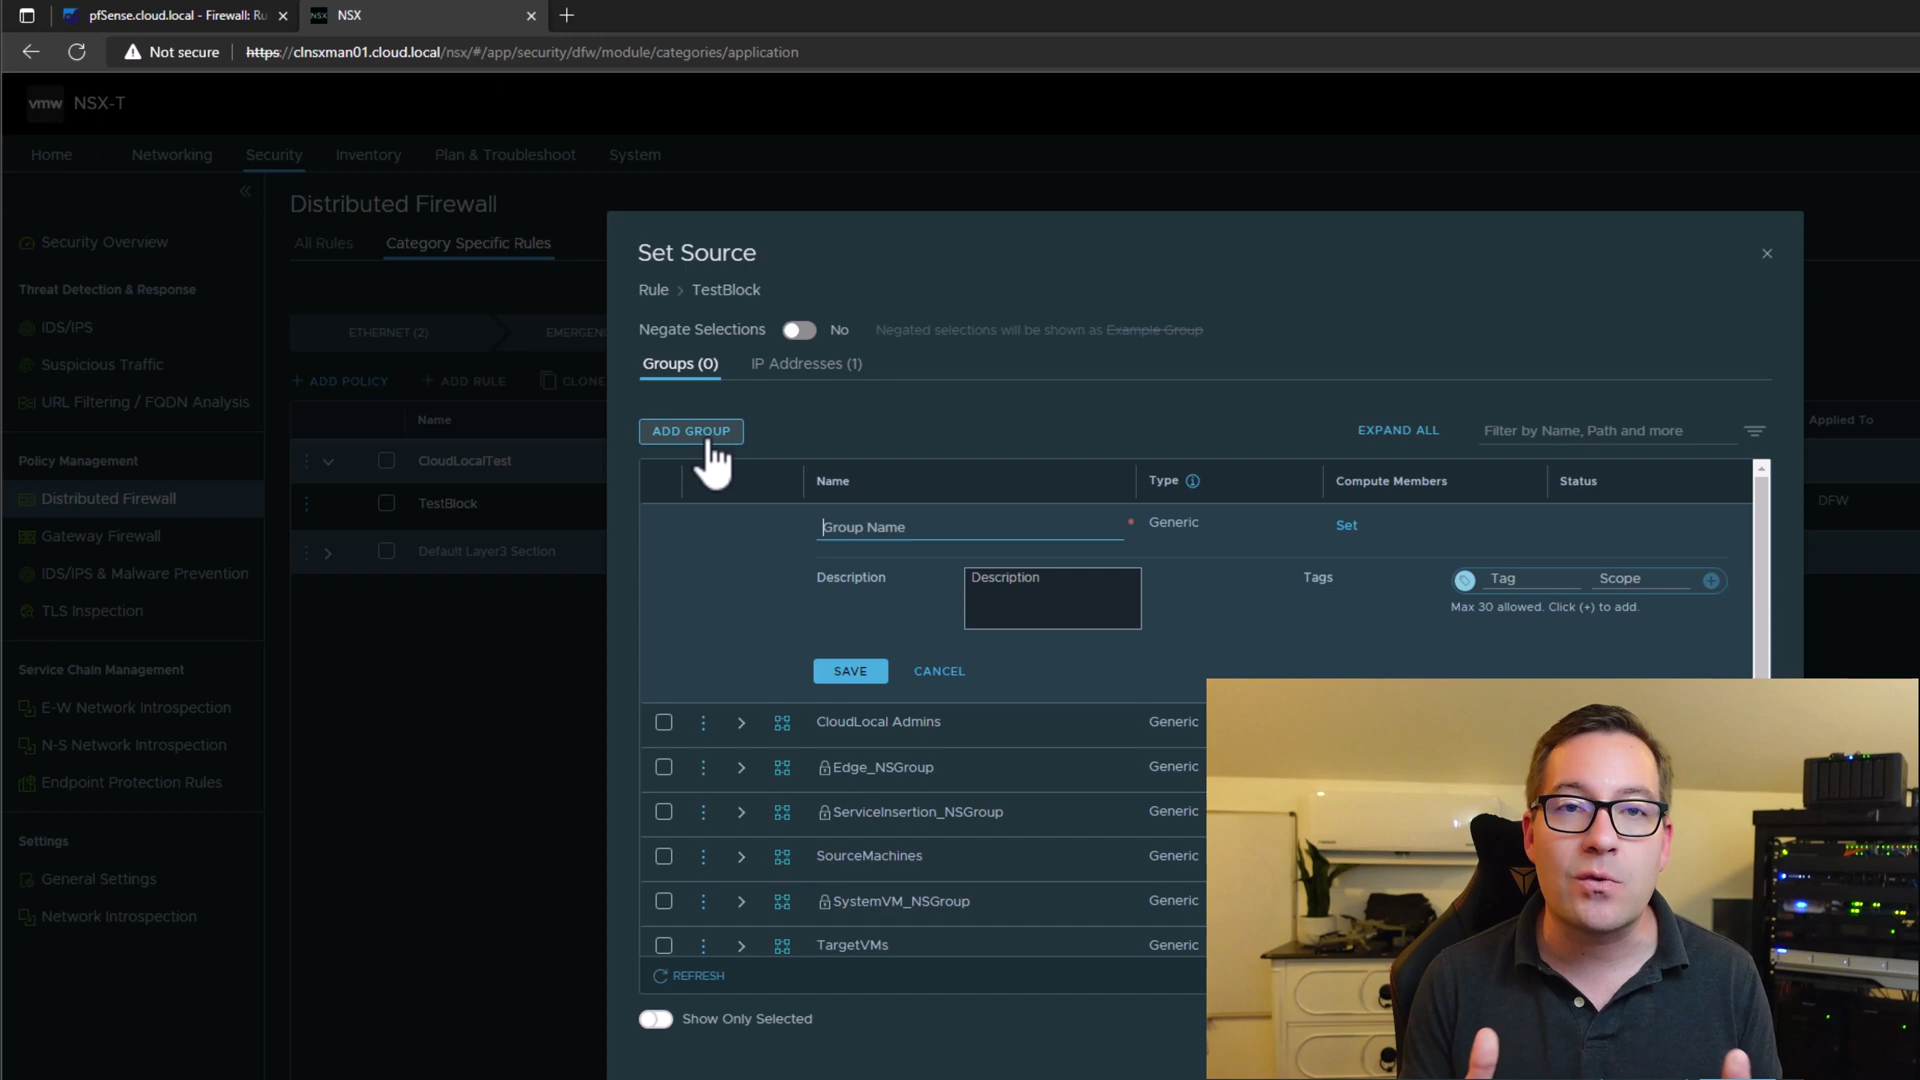 pfSense.cloud.local - Firewall: Ru
NSX
NSX
Not secure
https://clnsxman01.cloud.local/nsx/#/app/security/dfw/module/categories/application
vmw NSX-T
Home Networking Security Inventory Plan & Troubleshoot System
Distributed Firewall
All Rules Category Specific Rules
ETHERNET (2) EMERGENC
+ ADD POLICY + ADD RULE CLONE
Name
CloudLocalTest
TestBlock
Default Layer3 Section
Applied To
DFW
Security Overview
Threat Detection & Response
IDS/IPS
Suspicious Traffic
URL Filtering / FQDN Analysis
Policy Management
Distributed Firewall
Gateway Firewall
IDS/IPS & Malware Prevention
TLS Inspection
Service Chain Management
E-W Network Introspection
N-S Network Introspection
Endpoint Protection Rules
Settings
General Settings
Network Introspection
Set Source
Rule > TestBlock
Negate Selections No Negated selections will be shown as Example Group
Groups (0) IP Addresses (1)
ADD GROUP EXPAND ALL Filter by Name, Path and more
Name Type Compute Members Status
Group Name * Generic Set
Description Description Tags Tag Scope
Max 30 allowed. Click (+) to add.
SAVE CANCEL
CloudLocal Admins Generic
Edge_NSGroup Generic
ServiceInsertion_NSGroup Generic
SourceMachines Generic
SystemVM_NSGroup Generic
TargetVMs Generic
REFRESH
Show Only Selected